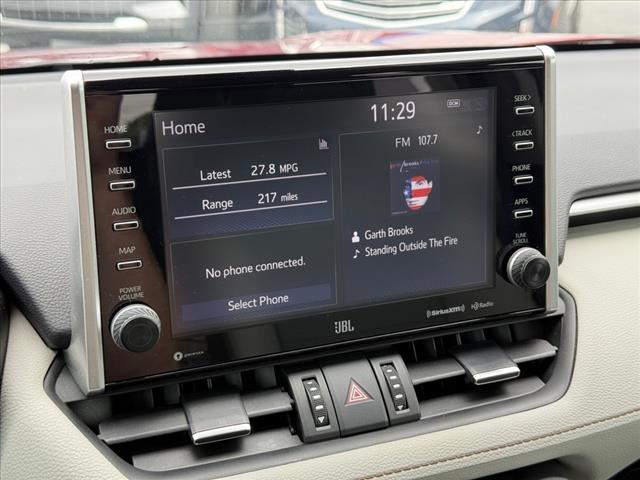 HOME
MENU
AUDIO
MAP
POWER
VOLUME
Home
11:29
DCM
Latest 27.8 MPG
Range 217 miles
No phone connected.
Select Phone
FM 107.7
Garth Brooks
Standing Outside The Fire
SEEK>
<TRACK
PHONE
APPS
TUNE
SCROLL
JBL
SiriusXM
HD Radio